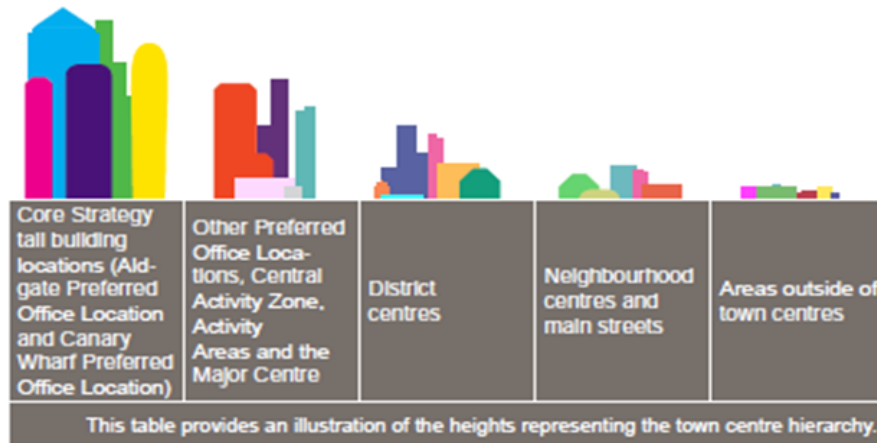 Core Strategy
tall building
locations (Ald-
gate Preferred
Office Location
and Canary
Wharf Preferred
Office Location)
Other Preferred
Office Loca-
tions, Central
Activity Zone,
Activity
Areas and the
Major Centre
District
centres
Neighbourhood
centres and
main streets
Areas outside of
town centres
This table provides an illustration of the heights representing the town centre hierarchy.